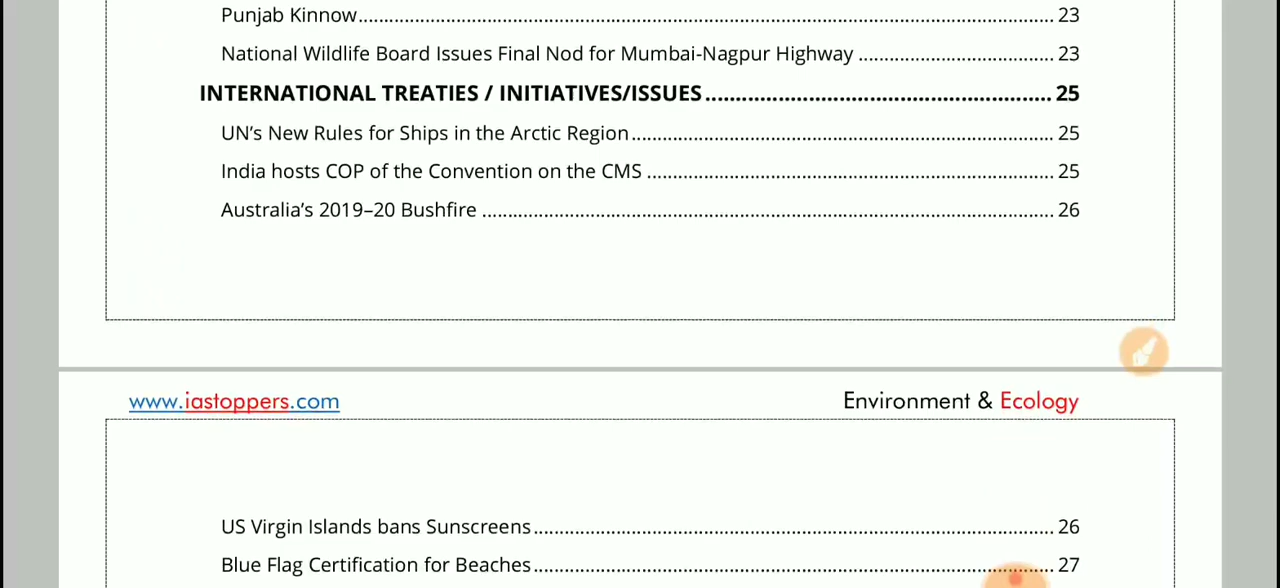 Punjab Kinnow........................................................................................................................ 23
National Wildlife Board Issues Final Nod for Mumbai-Nagpur Highway .................................. 23
INTERNATIONAL TREATIES / INITIATIVES/ISSUES......................................................... 25
UN’s New Rules for Ships in the Arctic Region......................................................................... 25
India hosts COP of the Convention on the CMS ...................................................................... 25
Australia’s 2019–20 Bushfire ................................................................................................... 26
www.iastoppers.com Environment & Ecology
US Virgin Islands bans Sunscreens.......................................................................................... 26
Blue Flag Certification for Beaches.......................................................................................... 27